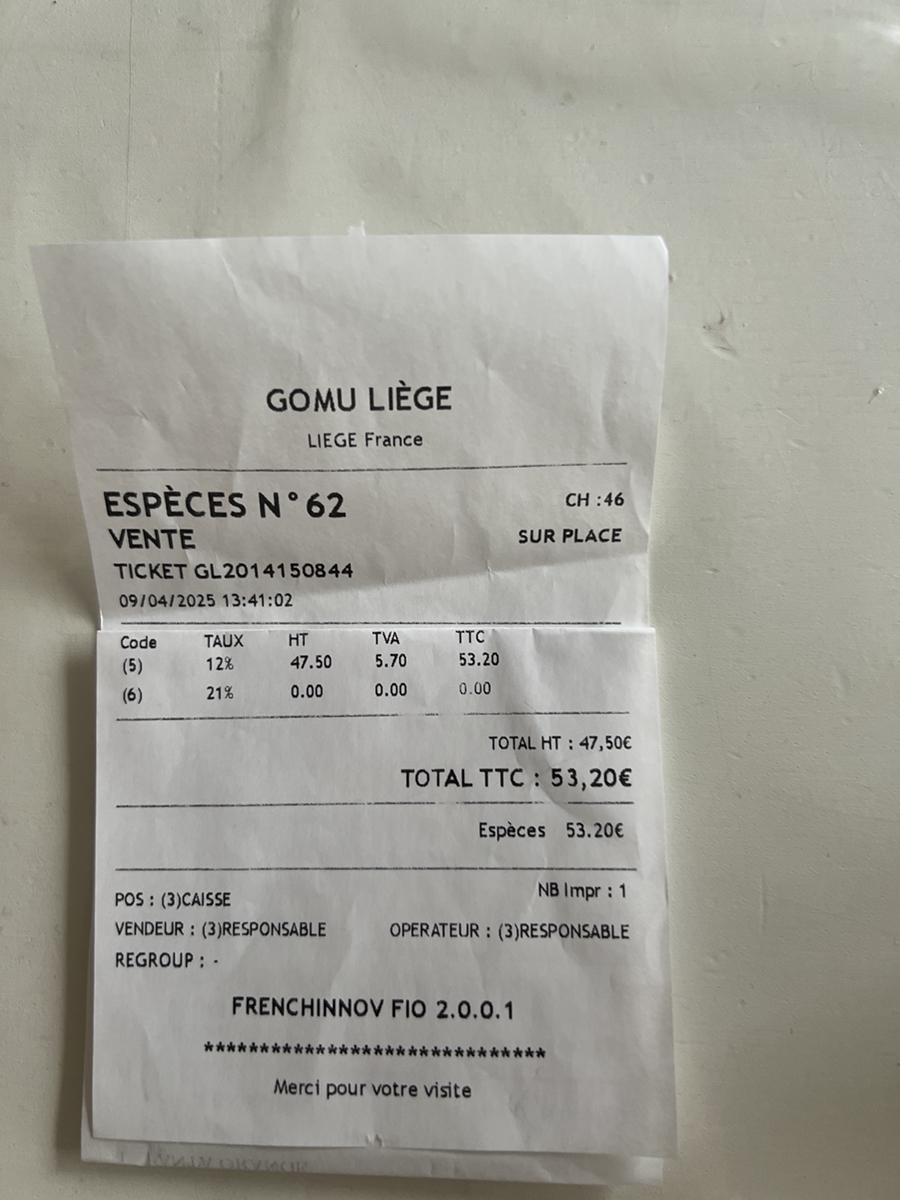 GOMU LIÈGE
LIEGE France
ESPÈCES N°62 CH :46
VENTE SUR PLACE
TICKET GL2014150844
09/04/2025 13:41:02
Code TAUX HT TVA TTC
(5) 12% 47.50 5.70 53.20
(6) 21% 0.00 0.00 0.00
TOTAL HT : 47,50€
TOTAL TTC : 53,20€
Espèces 53.20€
POS : (3)CAISSE NB Impr : 1
VENDEUR : (3)RESPONSABLE OPERATEUR : (3)RESPONSABLE
REGROUP : -
FRENCHINNOV FIO 2.0.0.1
*******************************
Merci pour votre visite